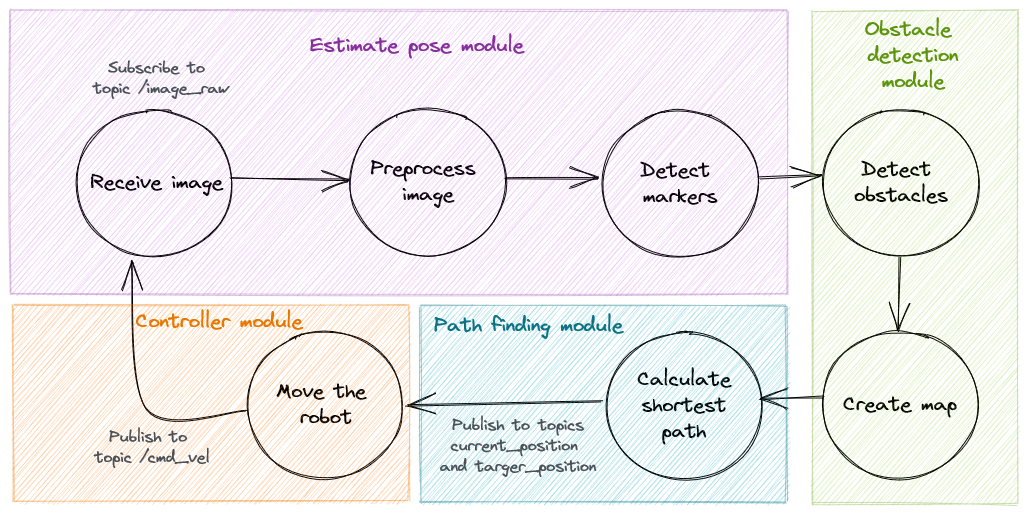 Estimate pose module
Subscribe to
topic /image_raw
Receive image
Preprocess
image
Detect
markers
Obstacle
detection
module
Detect
obstacles
Create map
Path finding module
Calculate
shortest
path
Publish to topics
current_position
and targer_position
Controller module
Move the
robot
Publish to
topic /cmd_vel